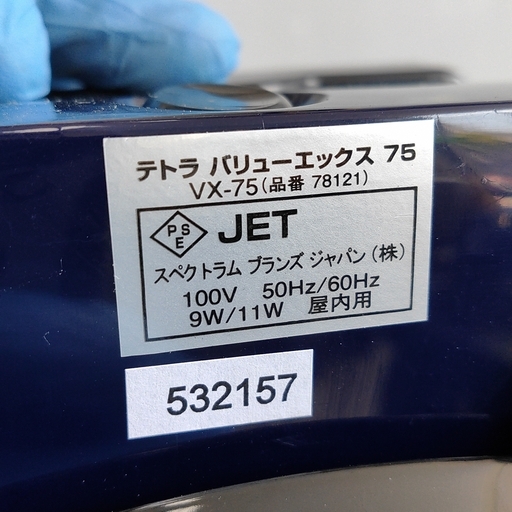 テトラ バリューエックス 75
VX-75(品番 78121)
PSE JET
スペクトラム ブランズ ジャパン (株)
100V 50Hz/60Hz
9W/11W 屋内用
532157